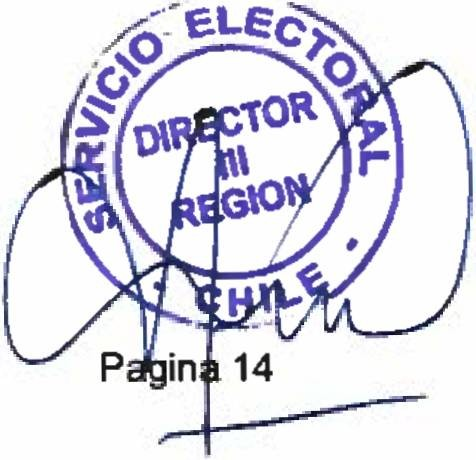 SERVICIO ELECTORAL
DIRECTOR
III
REGION
- CHILE -
Pagina 14